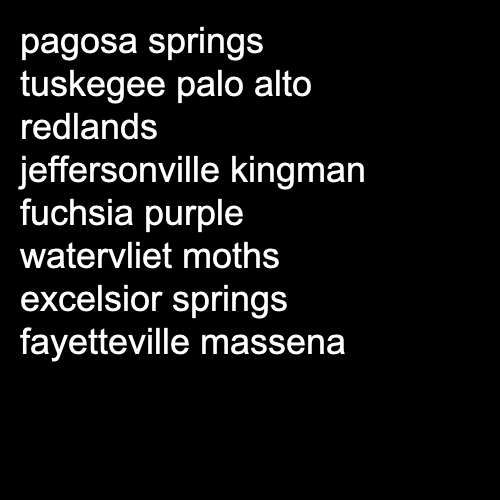 pagosa springs
tuskegee palo alto
redlands
jeffersonville kingman
fuchsia purple
watervliet moths
excelsior springs
fayetteville massena